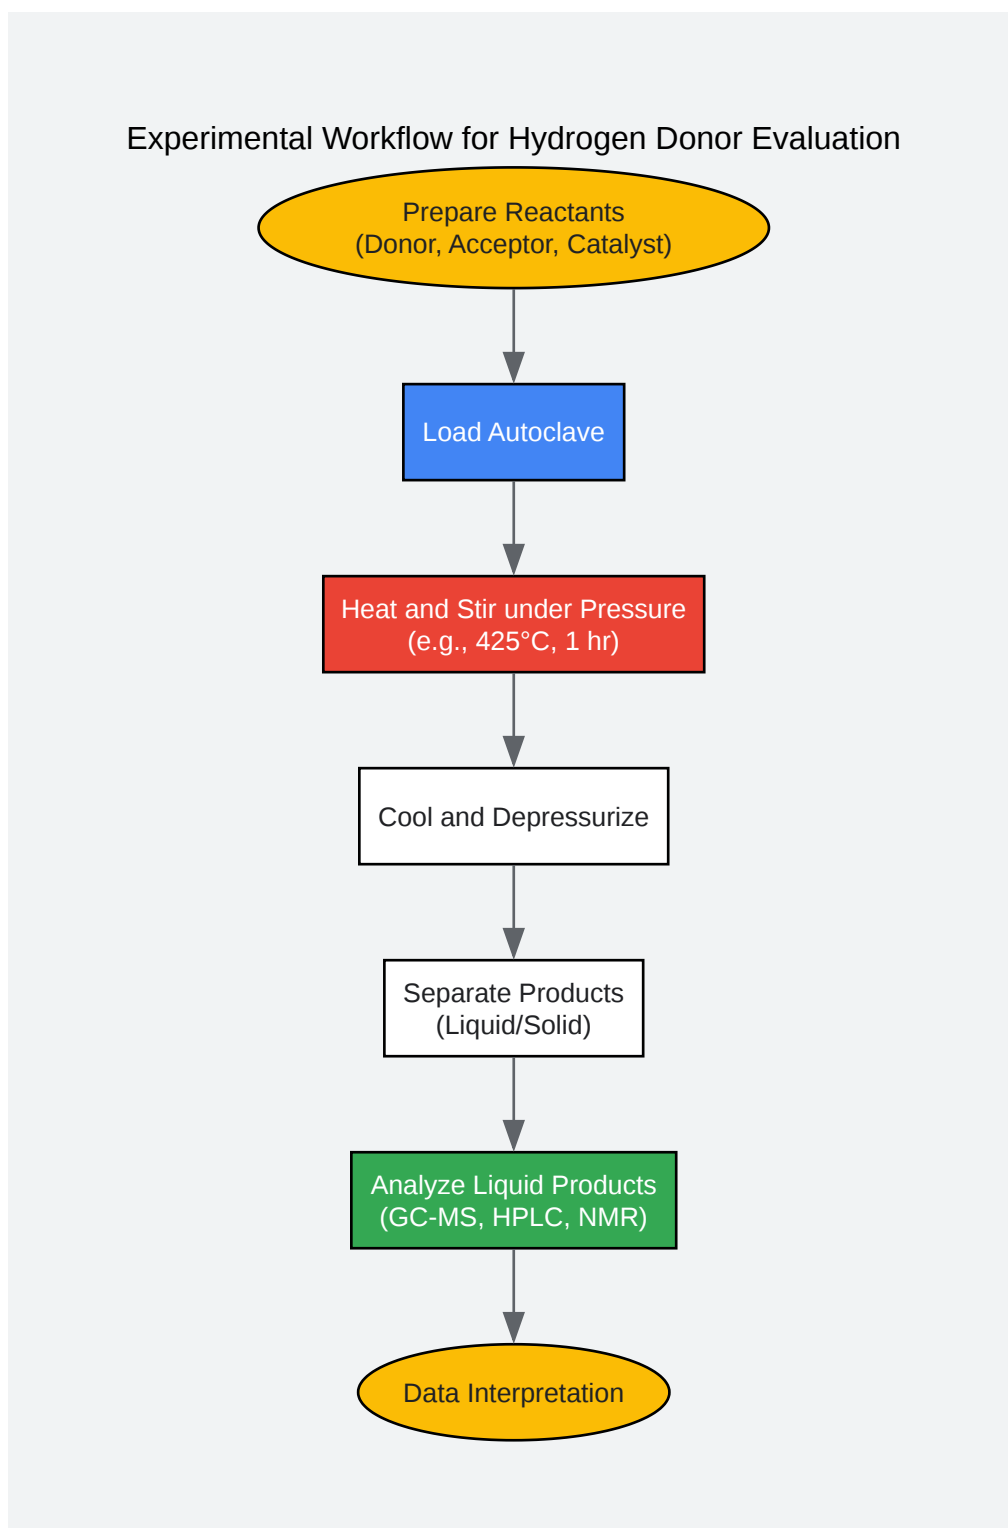 Experimental Workflow for Hydrogen Donor Evaluation
Prepare Reactants
(Donor, Acceptor, Catalyst)
Load Autoclave
Heat and Stir under Pressure
(e.g., 425°C, 1 hr)
Cool and Depressurize
Separate Products
(Liquid/Solid)
Analyze Liquid Products
(GC-MS, HPLC, NMR)
Data Interpretation